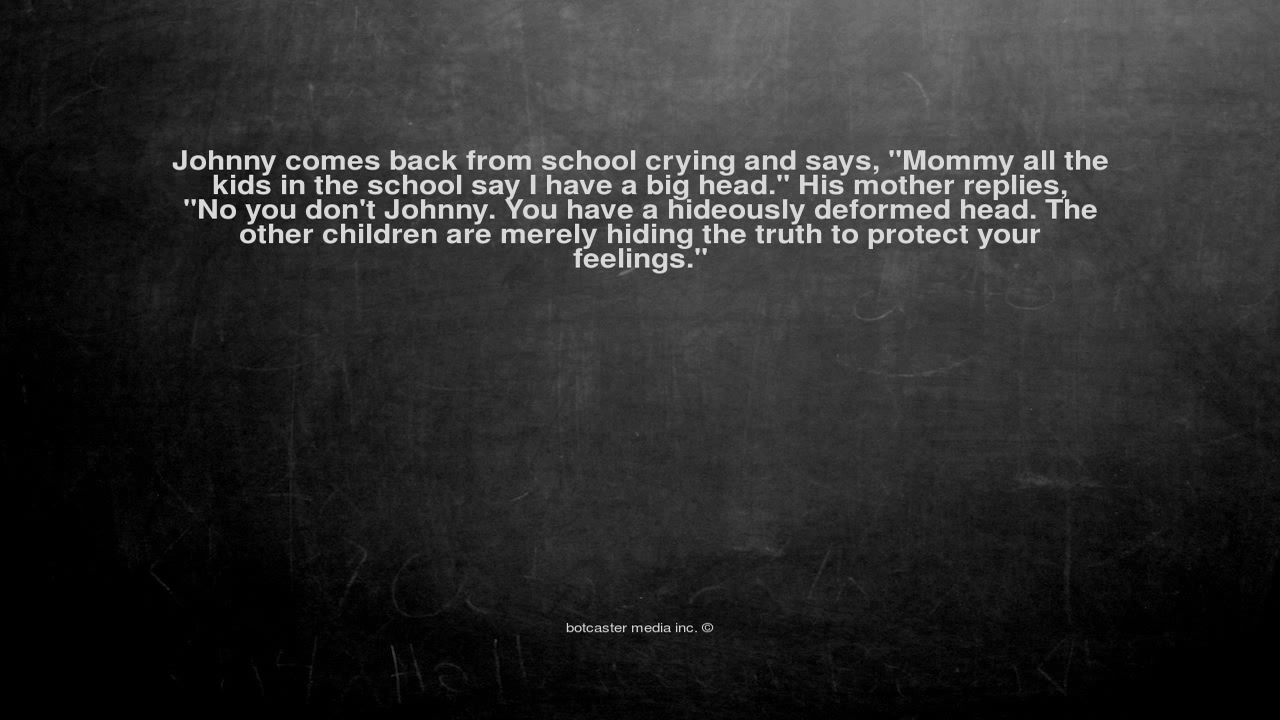 Johnny comes back from school crying and says, "Mommy all the
kids in the school say I have a big head." His mother replies,
"No you don't Johnny. You have a hideously deformed head. The
other children are merely hiding the truth to protect your
feelings."
botcaster media inc. ©